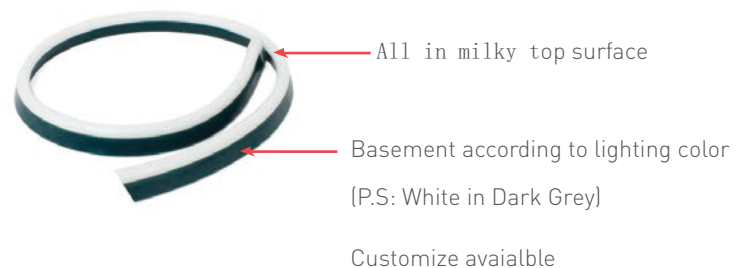 All in milky top surface
Basement according to lighting color
(P.S: White in Dark Grey)
Customize avaialble